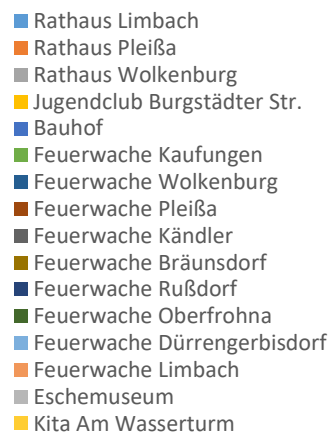 Rathaus Limbach
Rathaus Pleißa
Rathaus Wolkenburg
Jugendclub Burgstädter Str.
Bauhof
Feuerwache Kaufungen
Feuerwache Wolkenburg
Feuerwache Pleißa
Feuerwache Kändler
Feuerwache Bräunsdorf
Feuerwache Rußdorf
Feuerwache Oberfrohna
Feuerwache Dürrengerbisdorf
Feuerwache Limbach
Eschemuseum
Kita Am Wasserturm